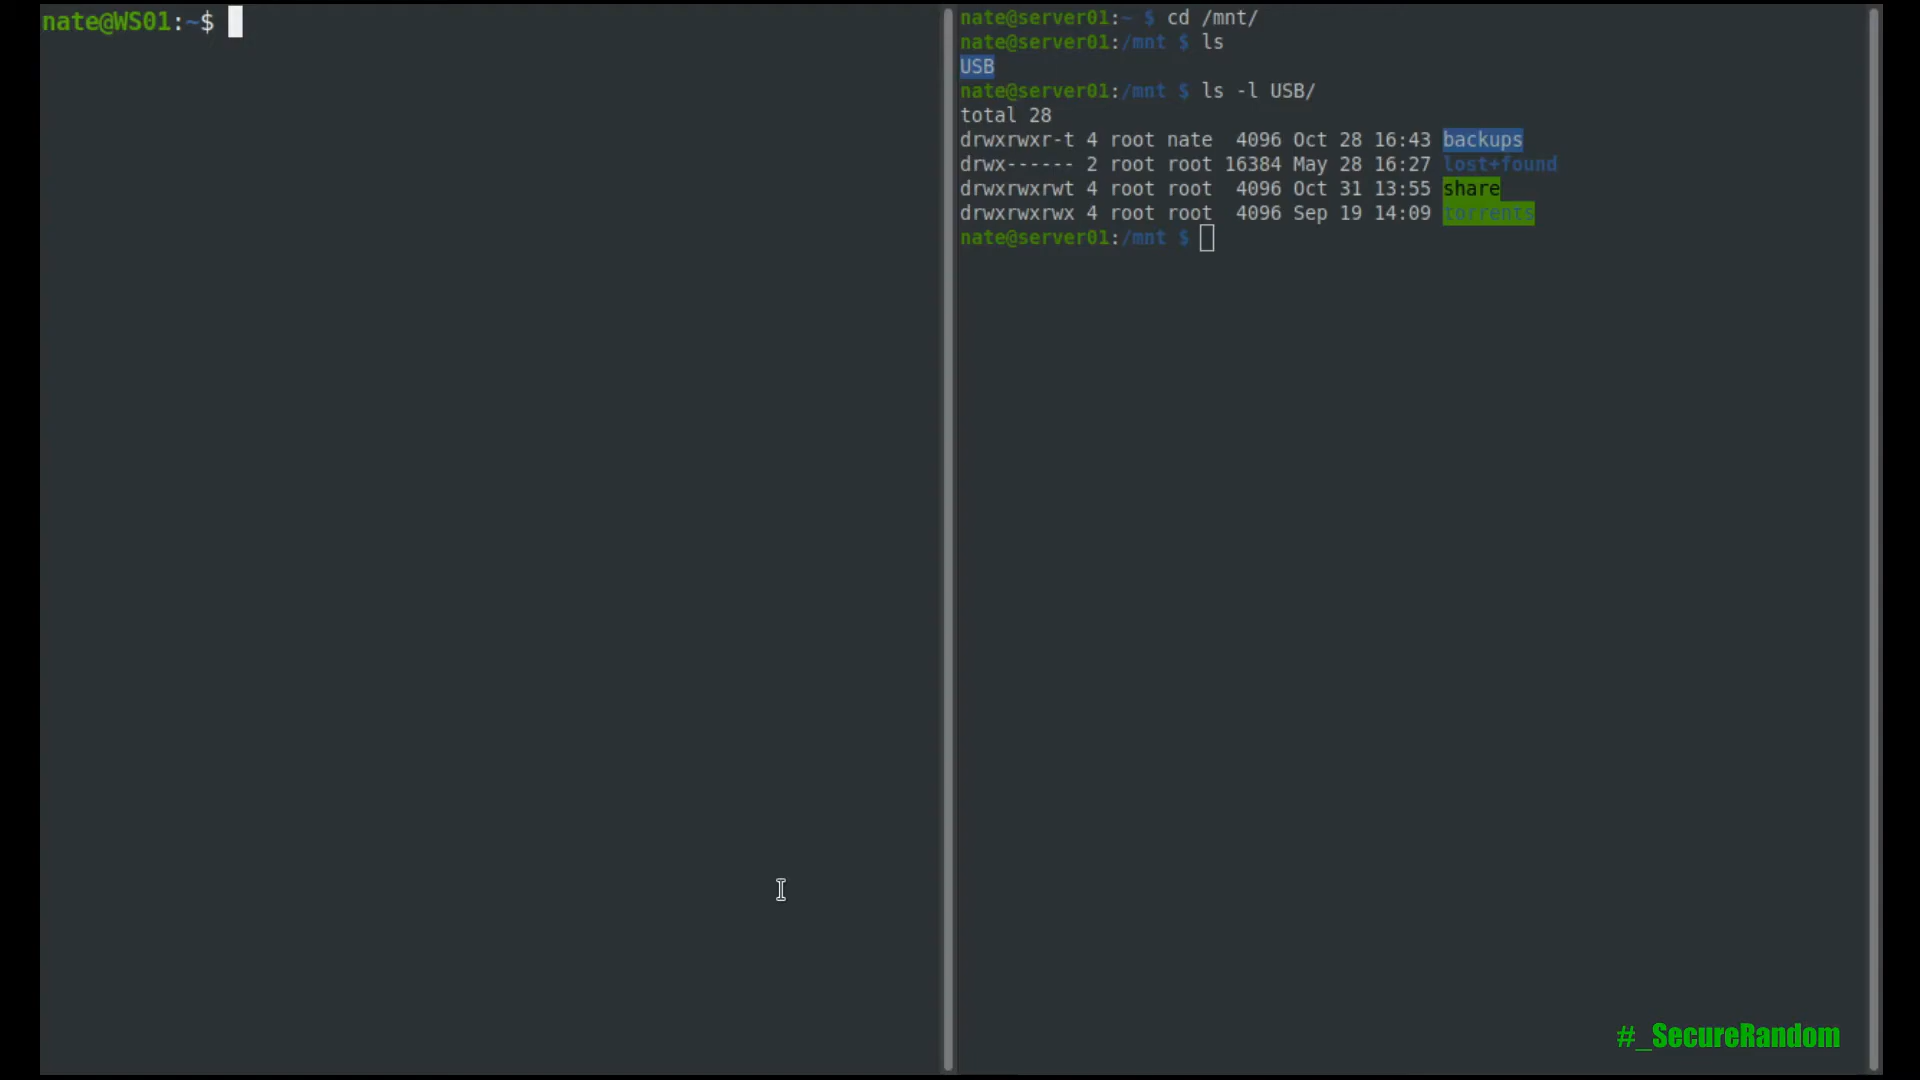 nate@WS01:~$
nate@server01:~ $ cd /mnt/
nate@server01:/mnt $ ls
USB
nate@server01:/mnt $ ls -l USB/
total 28
drwxrwxr-t 4 root nate  4096 Oct 28 16:43 backups
drwx------ 2 root root 16384 May 28 16:27 lost+found
drwxrwxrwt 4 root root  4096 Oct 31 13:55 share
drwxrwxrwx 4 root root  4096 Sep 19 14:09 torrents
nate@server01:/mnt $
#_SecureRandom